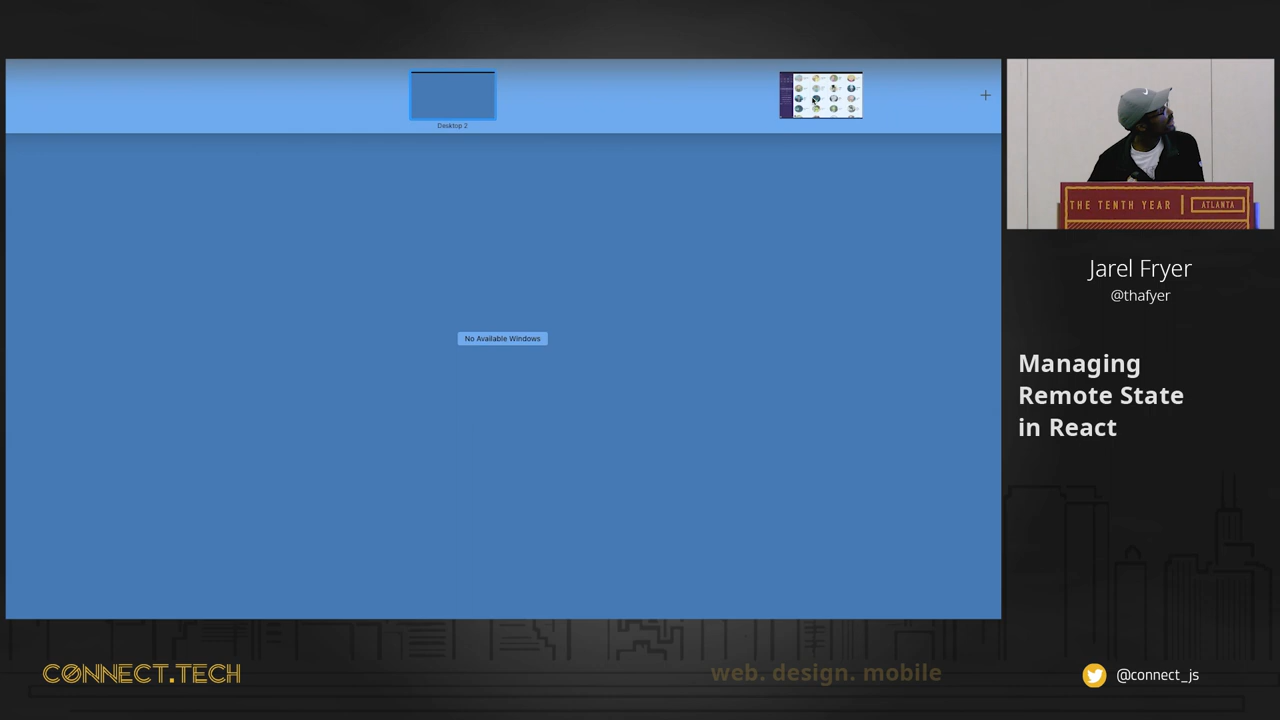 Desktop 2
No Available Windows
THE TENTH YEAR | ATLANTA
Jarel Fryer
@thafyer
Managing
Remote State
in React
CONNECT.TECH
web. design. mobile
@connect_js